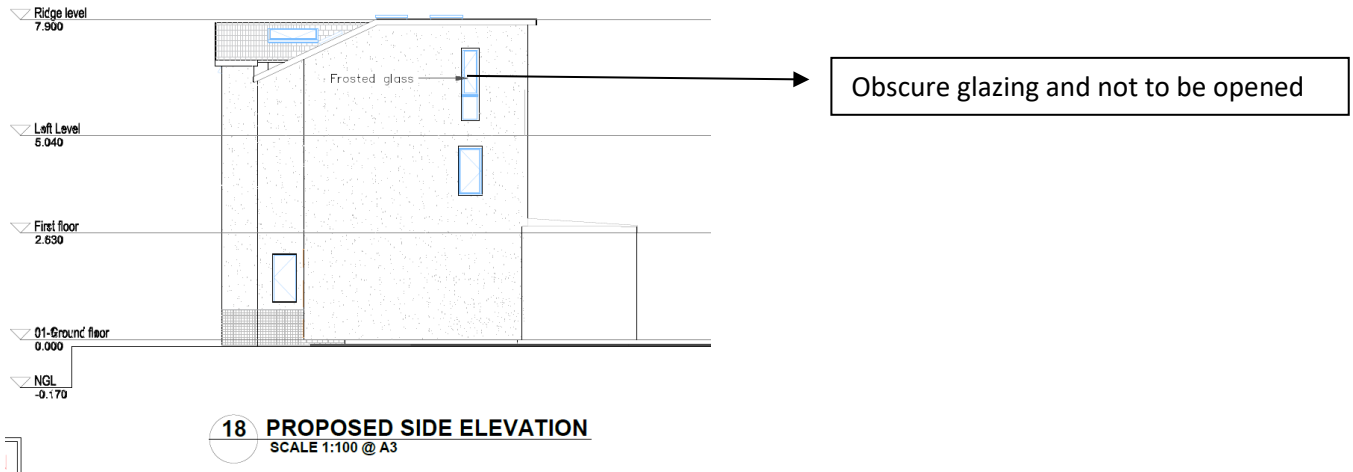 Ridge level
7.900
Frosted glass
Obscure glazing and not to be opened
Loft Level
5.040
First floor
2.630
01-Ground floor
0.000
NGL
-0.170
18 PROPOSED SIDE ELEVATION
SCALE 1:100 @ A3